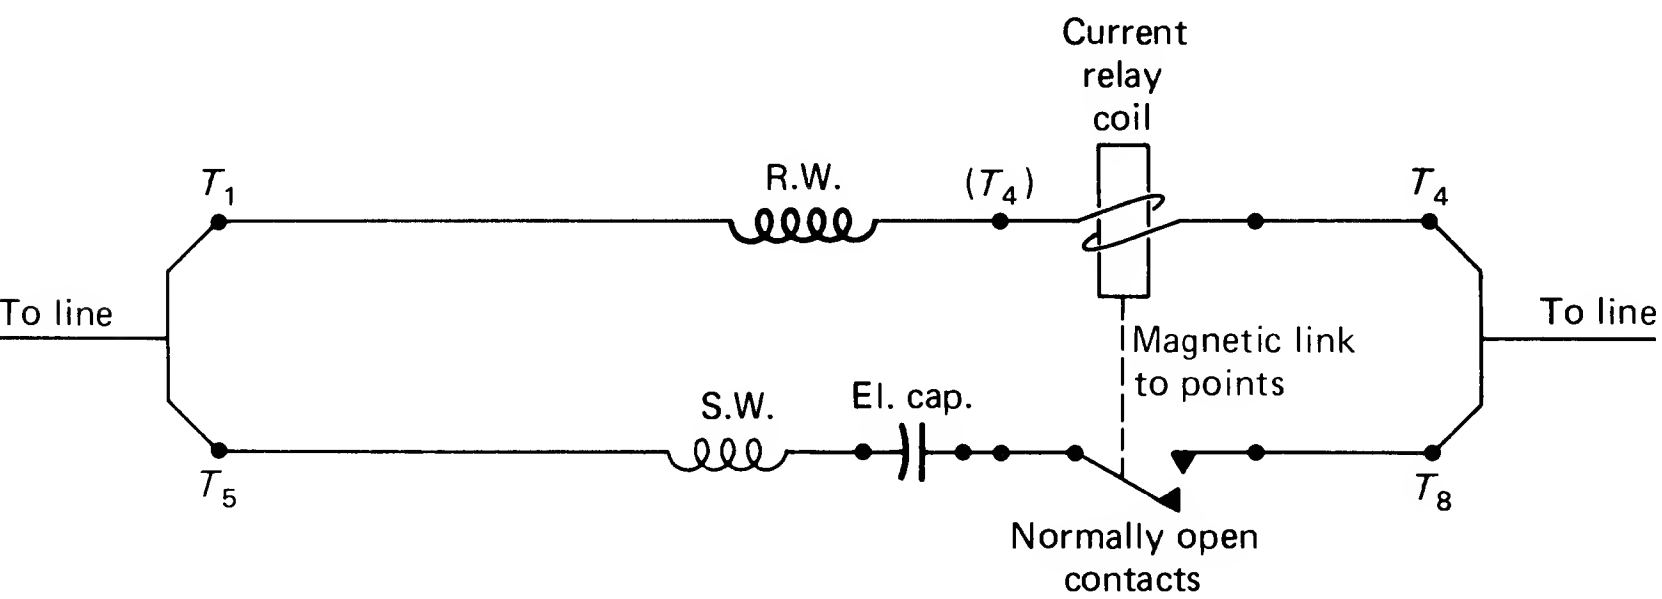 Current
relay
coil
R.W.
T1
(T4)
T4
To line
To line
Magnetic link
to points
S.W.
El. cap.
T5
T8
Normally open
contacts